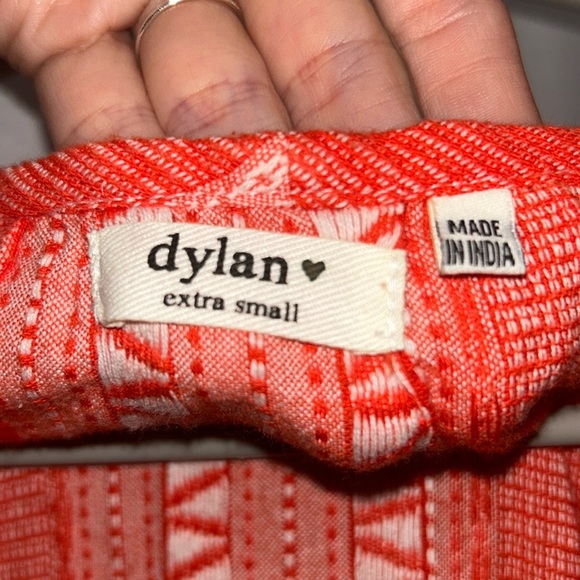 dylan ♥
extra small
MADE
IN INDIA